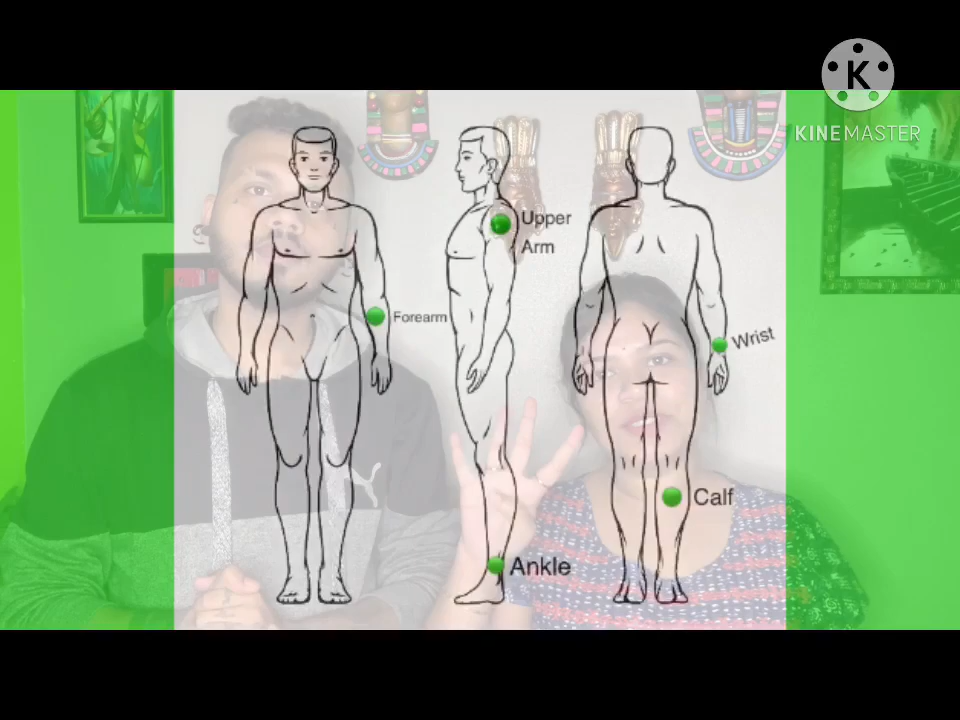 K
KINEMASTER
Upper
Arm
Forearm
Wrist
Calf
Ankle